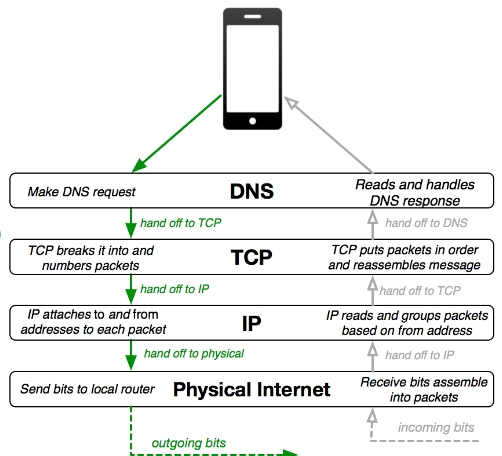 Make DNS request
DNS
Reads and handles
DNS response
hand off to TCP
hand off to DNS
TCP breaks it into and
numbers packets
TCP
TCP puts packets in order
and reassembles message
hand off to IP
hand off to TCP
IP attaches to and from
addresses to each packet
IP
IP reads and groups packets
based on from address
hand off to physical
hand off to IP
Send bits to local router
Physical Internet
Receive bits assemble
into packets
outgoing bits
incoming bits